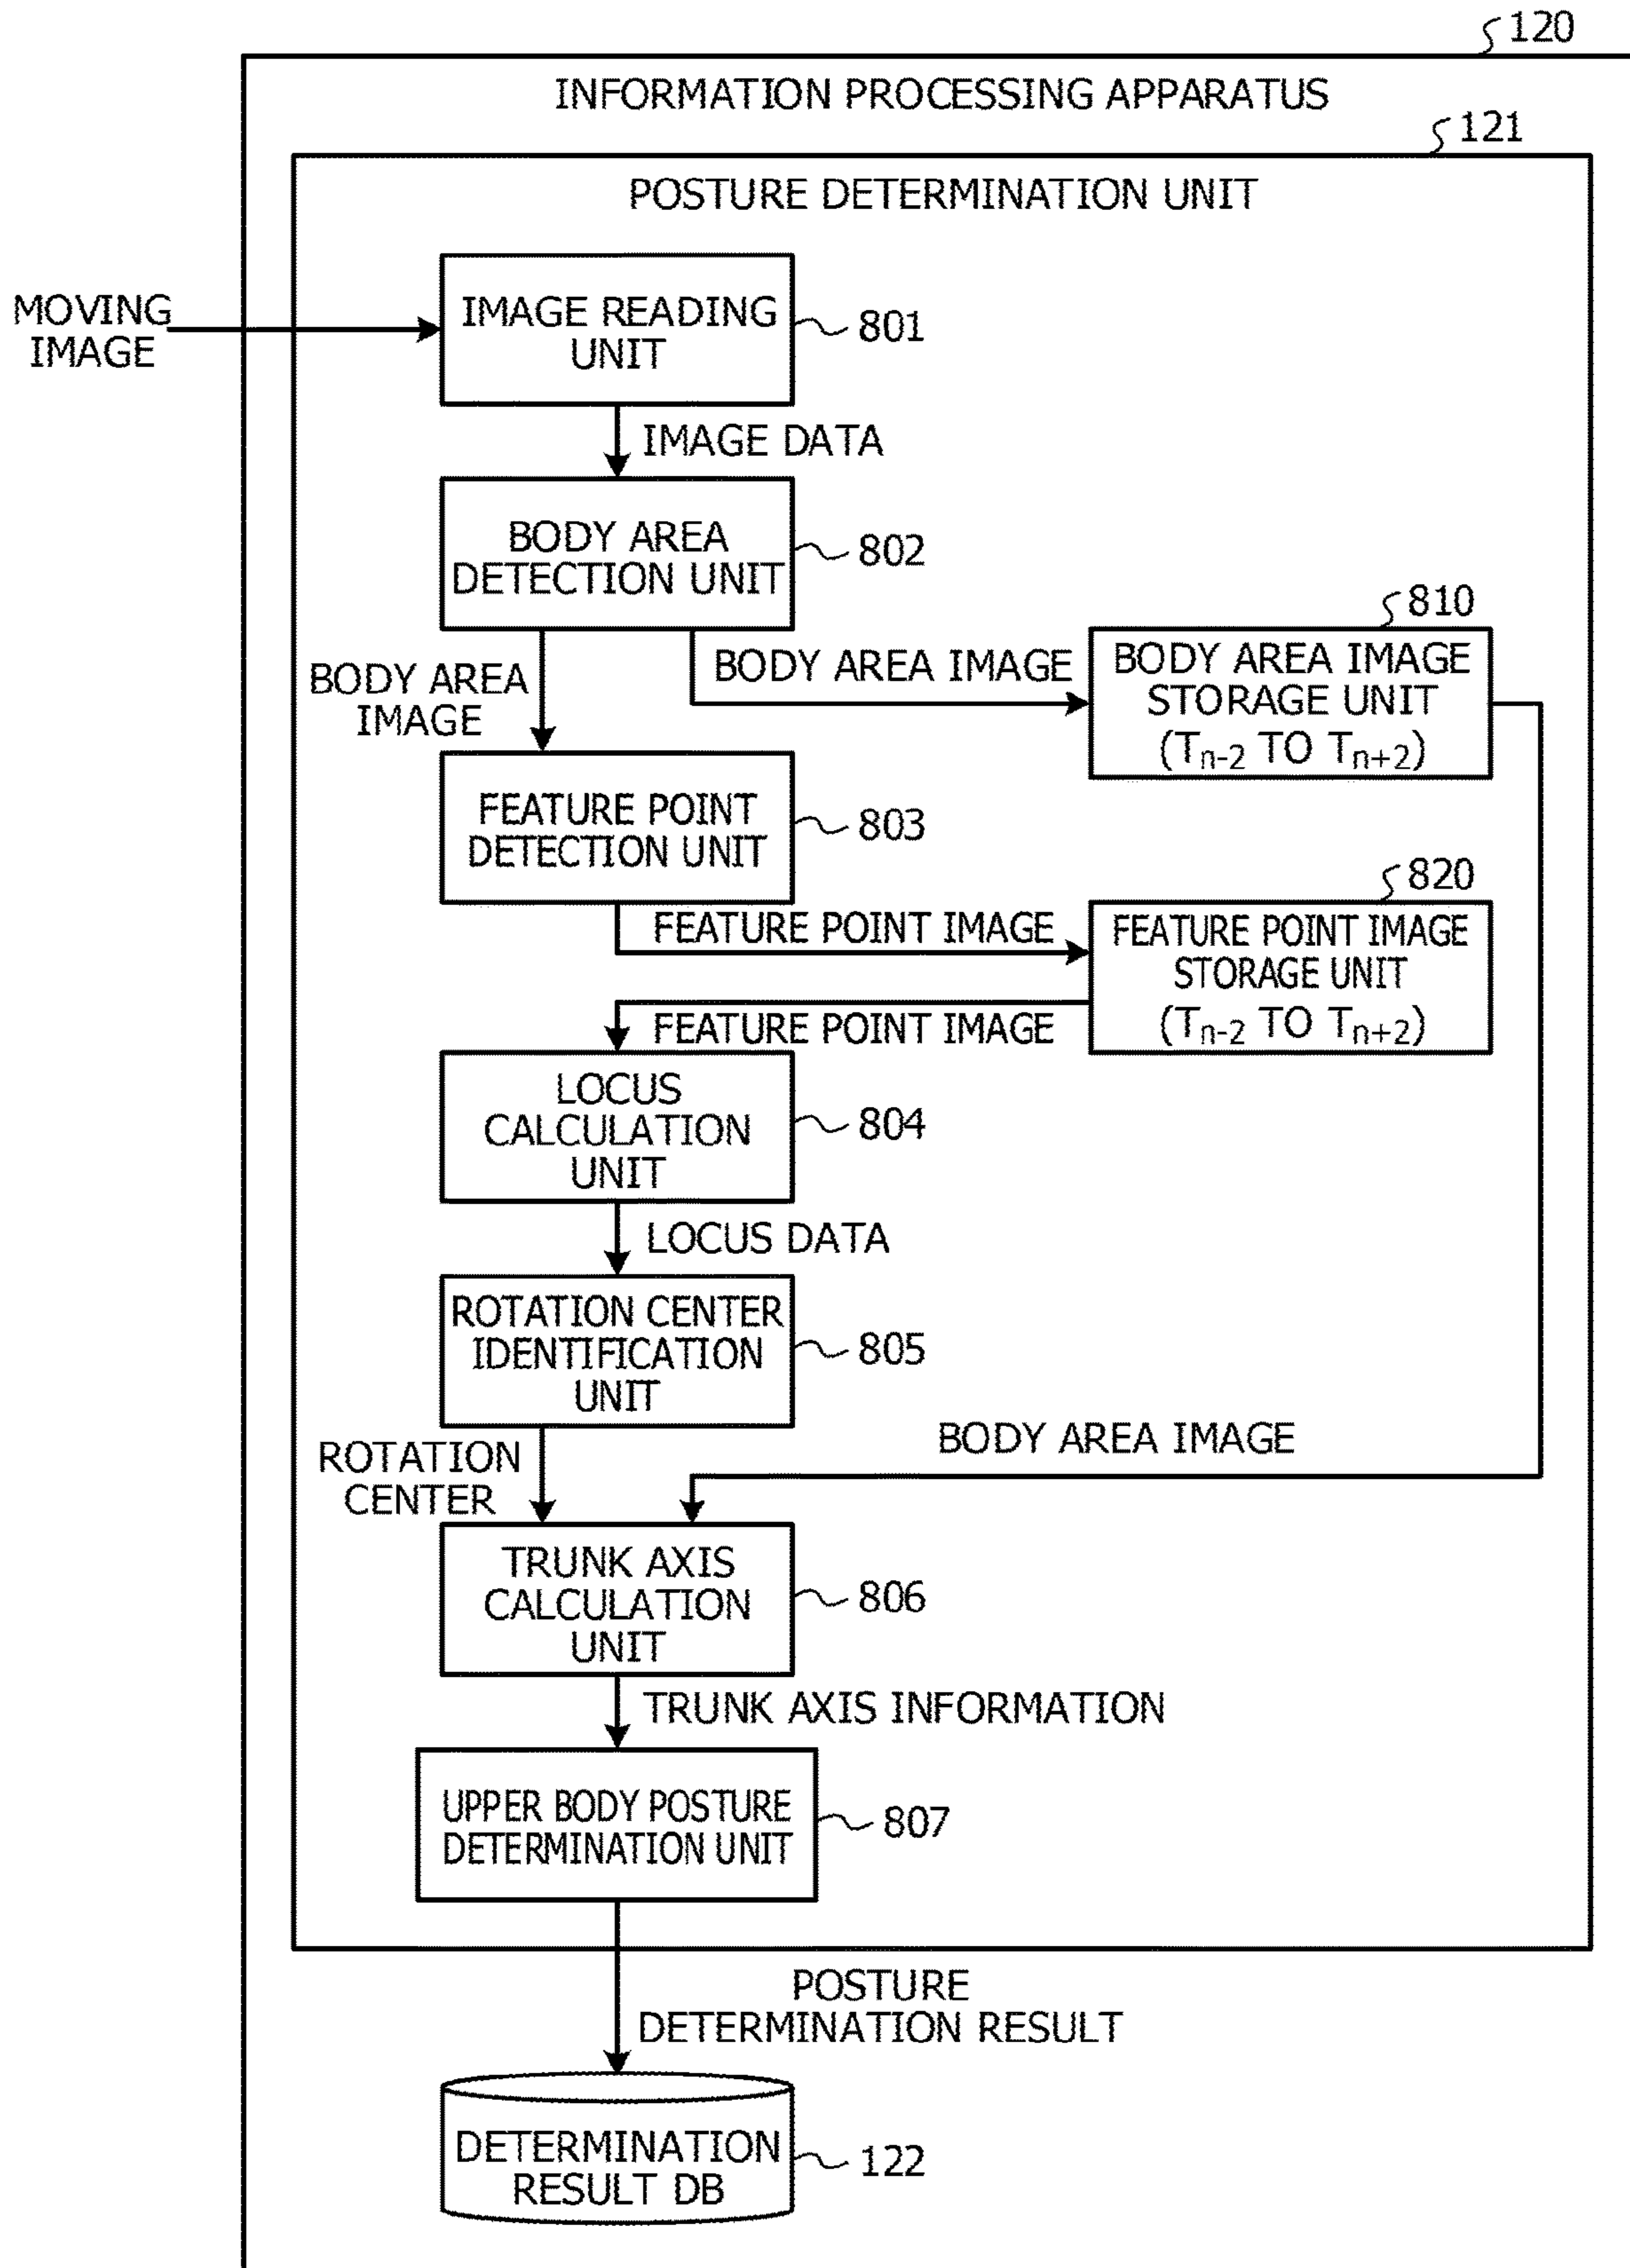 120
INFORMATION PROCESSING APPARATUS
121
POSTURE DETERMINATION UNIT
MOVING
IMAGE
IMAGE READING
UNIT
801
IMAGE DATA
BODY AREA
DETECTION UNIT
802
BODY AREA
IMAGE
BODY AREA IMAGE
810
BODY AREA IMAGE
STORAGE UNIT
(Tn-2 TO Tn+2)
FEATURE POINT
DETECTION UNIT
803
FEATURE POINT IMAGE
820
FEATURE POINT IMAGE
STORAGE UNIT
(Tn-2 TO Tn+2)
FEATURE POINT IMAGE
LOCUS
CALCULATION
UNIT
804
LOCUS DATA
ROTATION CENTER
IDENTIFICATION
UNIT
805
ROTATION
CENTER
BODY AREA IMAGE
TRUNK AXIS
CALCULATION
UNIT
806
TRUNK AXIS INFORMATION
UPPER BODY POSTURE
DETERMINATION UNIT
807
POSTURE
DETERMINATION RESULT
DETERMINATION
RESULT DB
122